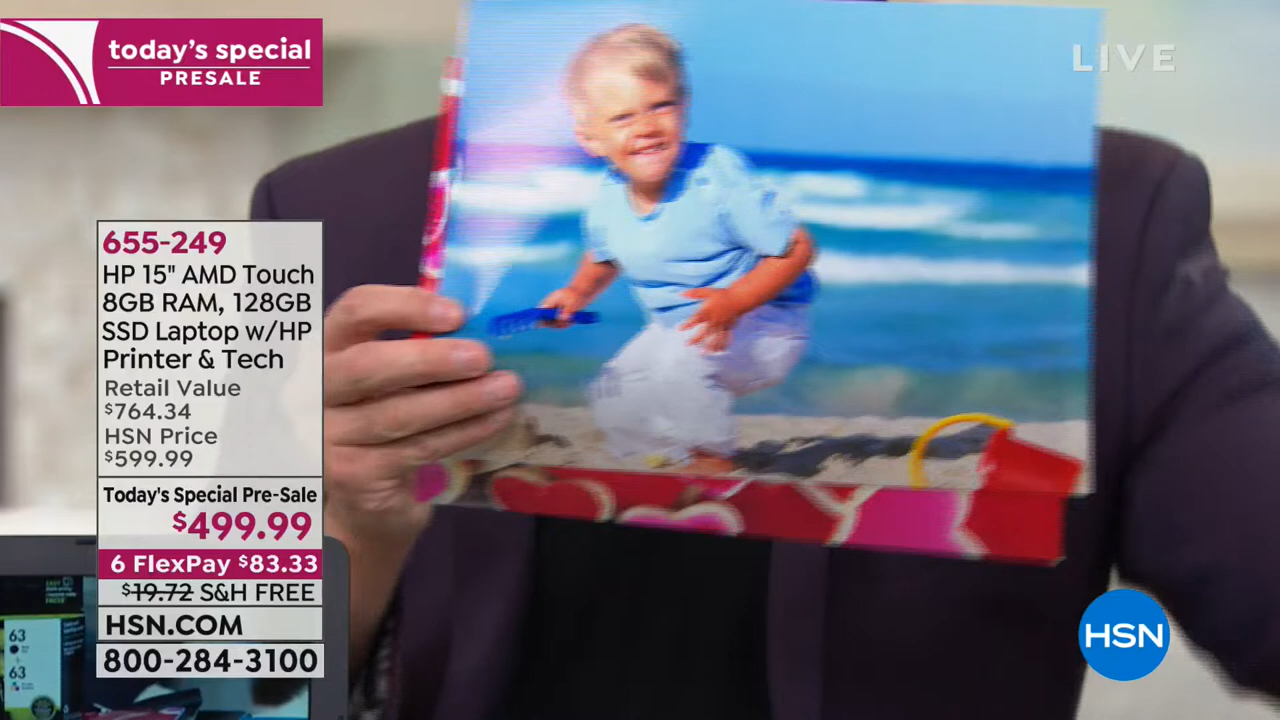 today's special
PRESALE
LIVE
655-249
HP 15" AMD Touch
8GB RAM, 128GB
SSD Laptop w/HP
Printer & Tech
Retail Value
$764.34
HSN Price
$599.99
Today's Special Pre-Sale
$499.99
6 FlexPay $83.33
$19.72 S&H FREE
HSN.COM
800-284-3100
63
63
HSN